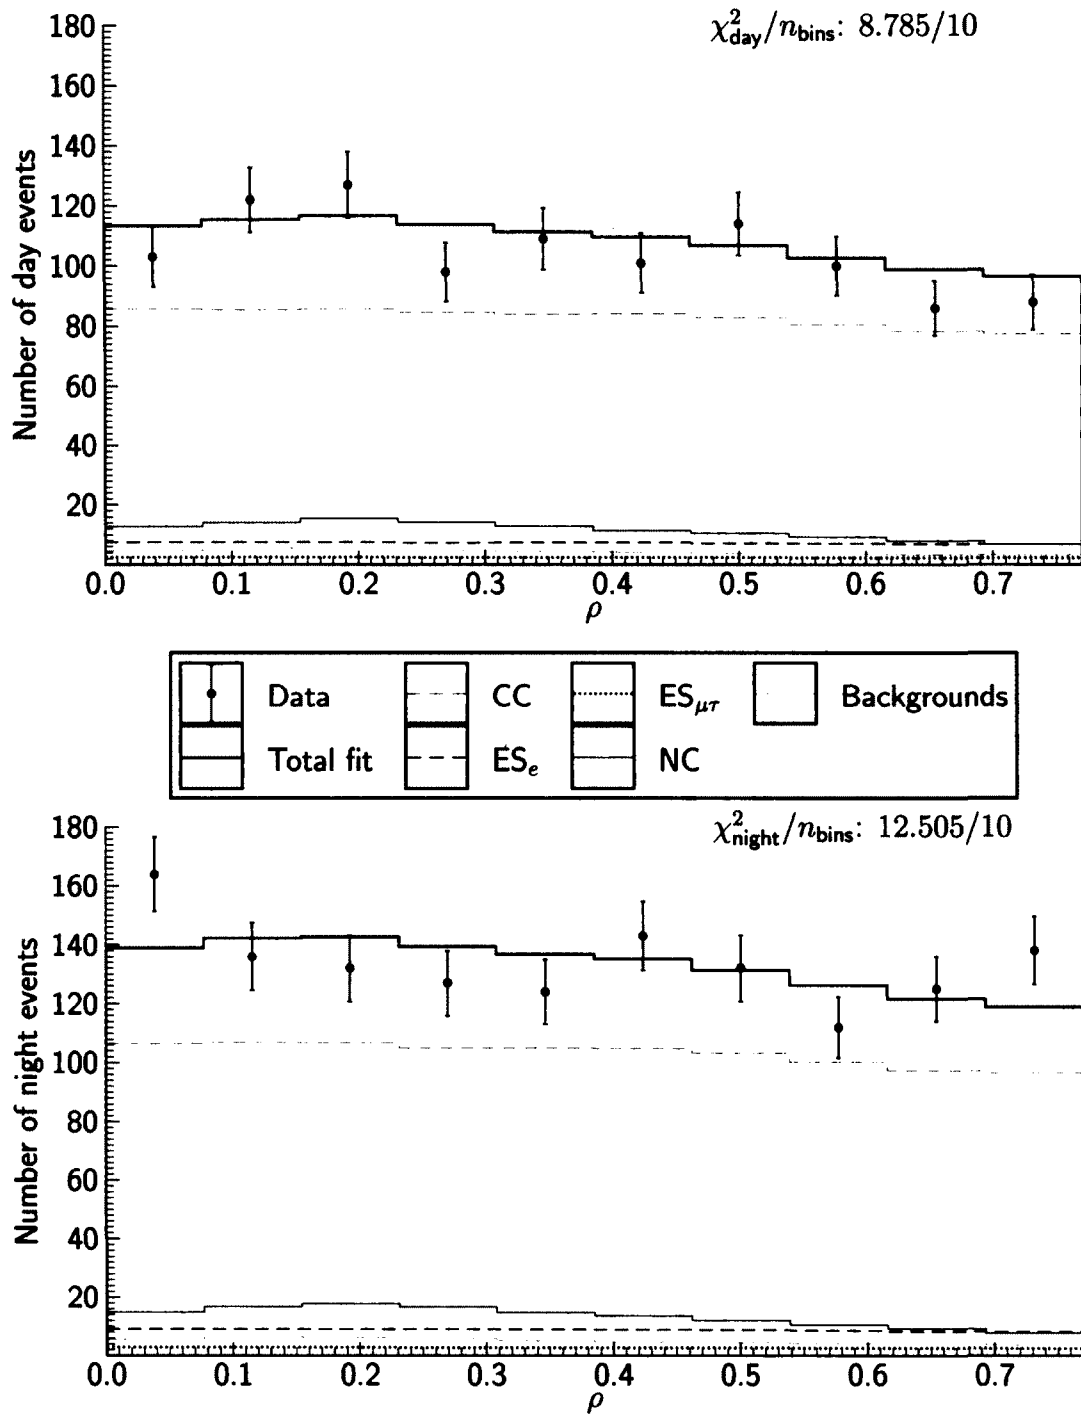 χ²day/nbins: 8.785/10
Number of day events
180
160
140
120
100
80
60
40
20
0.0 0.1 0.2 0.3 0.4 0.5 0.6 0.7
ρ
Data CC ESμτ Backgrounds
Total fit ESe NC
χ²night/nbins: 12.505/10
Number of night events
180
160
140
120
100
80
60
40
20
0.0 0.1 0.2 0.3 0.4 0.5 0.6 0.7
ρ